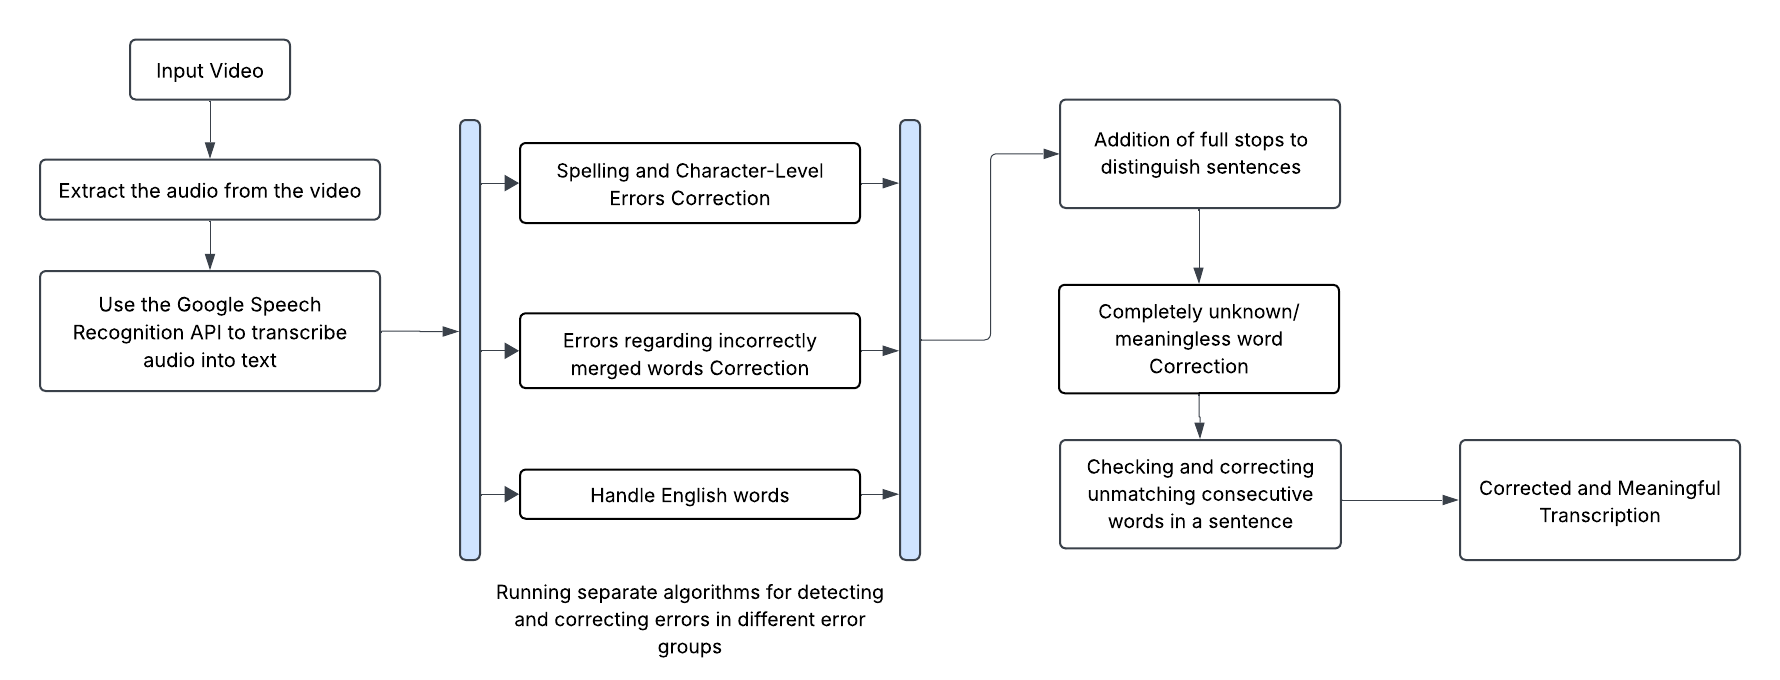 Input Video
Extract the audio from the video
Use the Google Speech
Recognition API to transcribe
audio into text
Spelling and Character-Level
Errors Correction
Errors regarding incorrectly
merged words Correction
Handle English words
Running separate algorithms for detecting
and correcting errors in different error
groups
Addition of full stops to
distinguish sentences
Completely unknown/
meaningless word
Correction
Checking and correcting
unmatching consecutive
words in a sentence
Corrected and Meaningful
Transcription